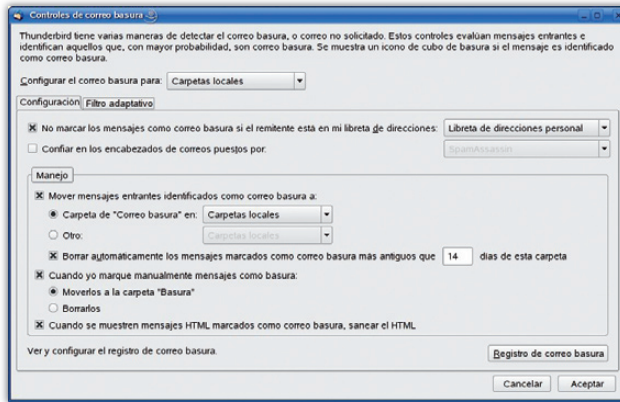 Controles de correo basura
Thunderbird tiene varias maneras de detectar el correo basura, o correo no solicitado. Estos controles evalúan mensajes entrantes e
identifican aquellos que, con mayor probabilidad, son correo basura. Se muestra un icono de cubo de basura si el mensaje es identificado
como correo basura.
Configurar el correo basura para: Carpetas locales
Configuración Filtro adaptativo
No marcar los mensajes como correo basura si el remitente está en mi libreta de direcciones: Libreta de direcciones personal
Confiar en los encabezados de correos puestos por: SpamAssassin
Manejo
Mover mensajes entrantes identificados como correo basura a:
Carpeta de "Correo basura" en: Carpetas locales
Otro: Carpetas locales
Borrar automáticamente los mensajes marcados como correo basura más antiguos que 14 días de esta carpeta
Cuando yo marque manualmente mensajes como basura:
Moverlos a la carpeta "Basura"
Borrarlos
Cuando se muestren mensajes HTML marcados como correo basura, sanear el HTML
Ver y configurar el registro de correo basura. Registro de correo basura
Cancelar Aceptar